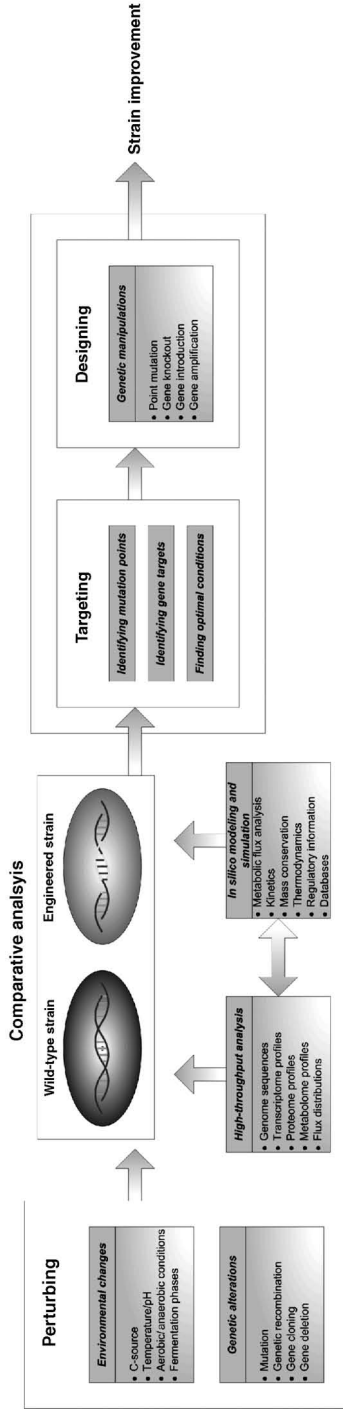 Perturbing
Environmental changes
• C-source
• Temperature/pH
• Aerobic/ anaerobic conditions
• Fermentation phases
Genetic alterations
• Mutation
• Genetic recombination
• Gene cloning
• Gene deletion
Comparative analsyis
Wild-type strain
Engineered strain
High-throughput analysis
• Genome sequences
• Transcriptome profiles
• Proteome profiles
• Metabolome profiles
• Flux distributions
In silico modeling and
simulation
• Metabolic flux analysis
• Kinetics
• Mass conservation
• Thermodynamics
• Regulatory information
• Databases
Targeting
Identifying mutation points
Identifying gene targets
Finding optimal conditions
Designing
Genetic manipulations
• Point mutation
• Gene knockout
• Gene introduction
• Gene amplification
Strain improvement